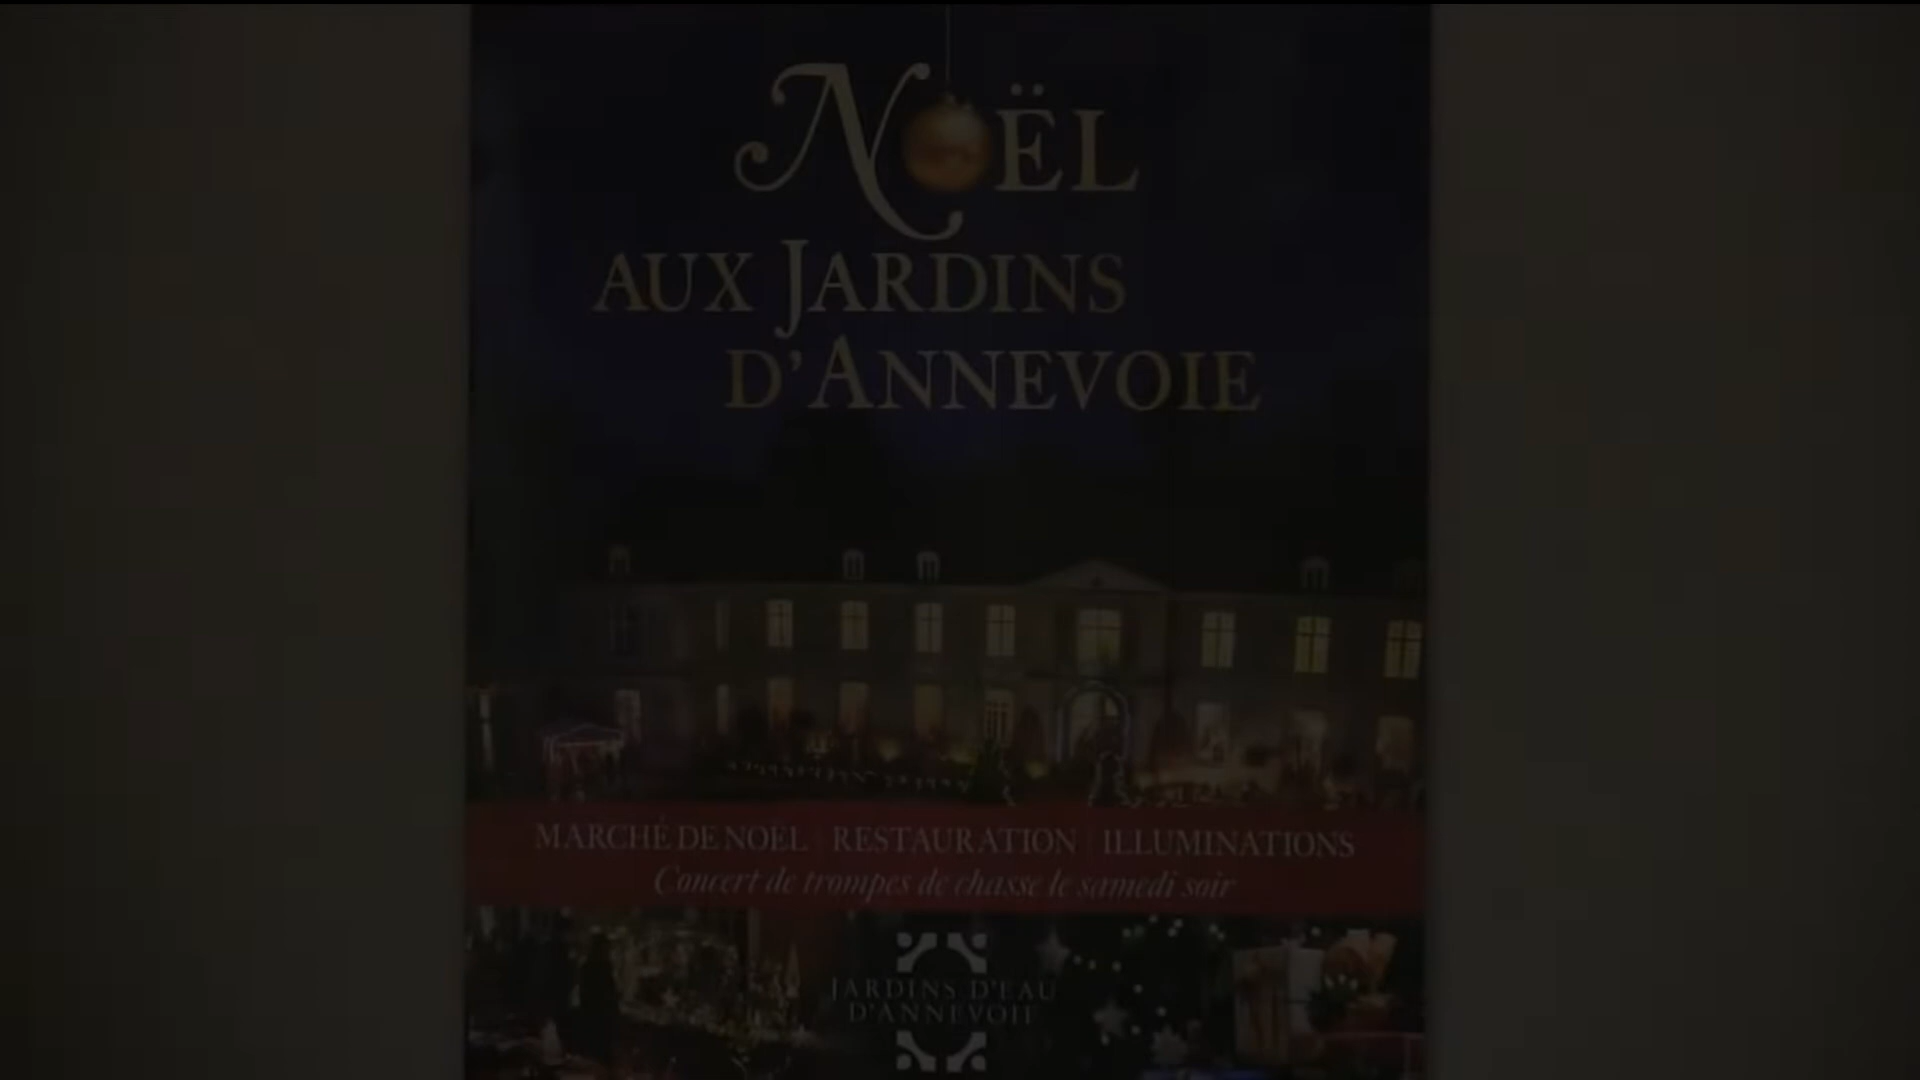 NOËL
AUX JARDINS
D'ANNEVOIE
MARCHÉ DE NOËL | RESTAURATION | ILLUMINATIONS
Concert de trompes de chasse le samedi soir
JARDINS D'EAU
D'ANNEVOIE